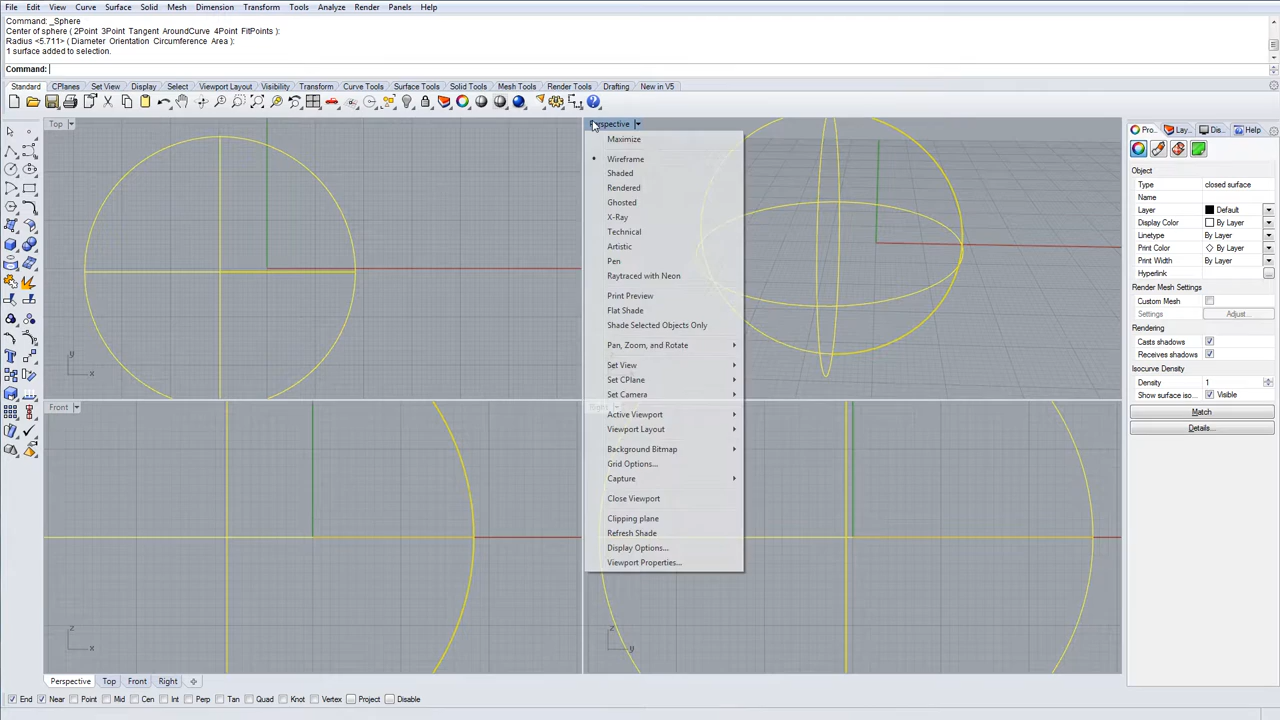 File Edit View Curve Surface Solid Mesh Dimension Transform Tools Analyze Render Panels Help
Command: _Sphere
Center of sphere ( 2Point 3Point Tangent AroundCurve 4Point FitPoints ):
Radius <5.711> ( Diameter Orientation Circumference Area ):
1 surface added to selection.
Command:
Standard CPlanes Set View Display Select Viewport Layout Visibility Transform Curve Tools Surface Tools Solid Tools Mesh Tools Render Tools Drafting New in V5
Top
Perspective
Maximize
Wireframe
Shaded
Rendered
Ghosted
X-Ray
Technical
Artistic
Pen
Raytraced with Neon
Print Preview
Flat Shade
Shade Selected Objects Only
Pan, Zoom, and Rotate
Set View
Set CPlane
Set Camera
Active Viewport
Viewport Layout
Background Bitmap
Grid Options...
Capture
Close Viewport
Clipping plane
Refresh Shade
Display Options...
Viewport Properties...
y
x
Front
Right
z
x
z
y
Pro... Lay... Dis... Help
Object
Type closed surface
Name
Layer Default
Display Color By Layer
Linetype By Layer
Print Color By Layer
Print Width By Layer
Hyperlink ...
Render Mesh Settings
Custom Mesh
Settings Adjust...
Rendering
Casts shadows
Receives shadows
Isocurve Density
Density 1
Show surface iso... Visible
Match
Details...
Perspective Top Front Right
End Near Point Mid Cen Int Perp Tan Quad Knot Vertex Project Disable